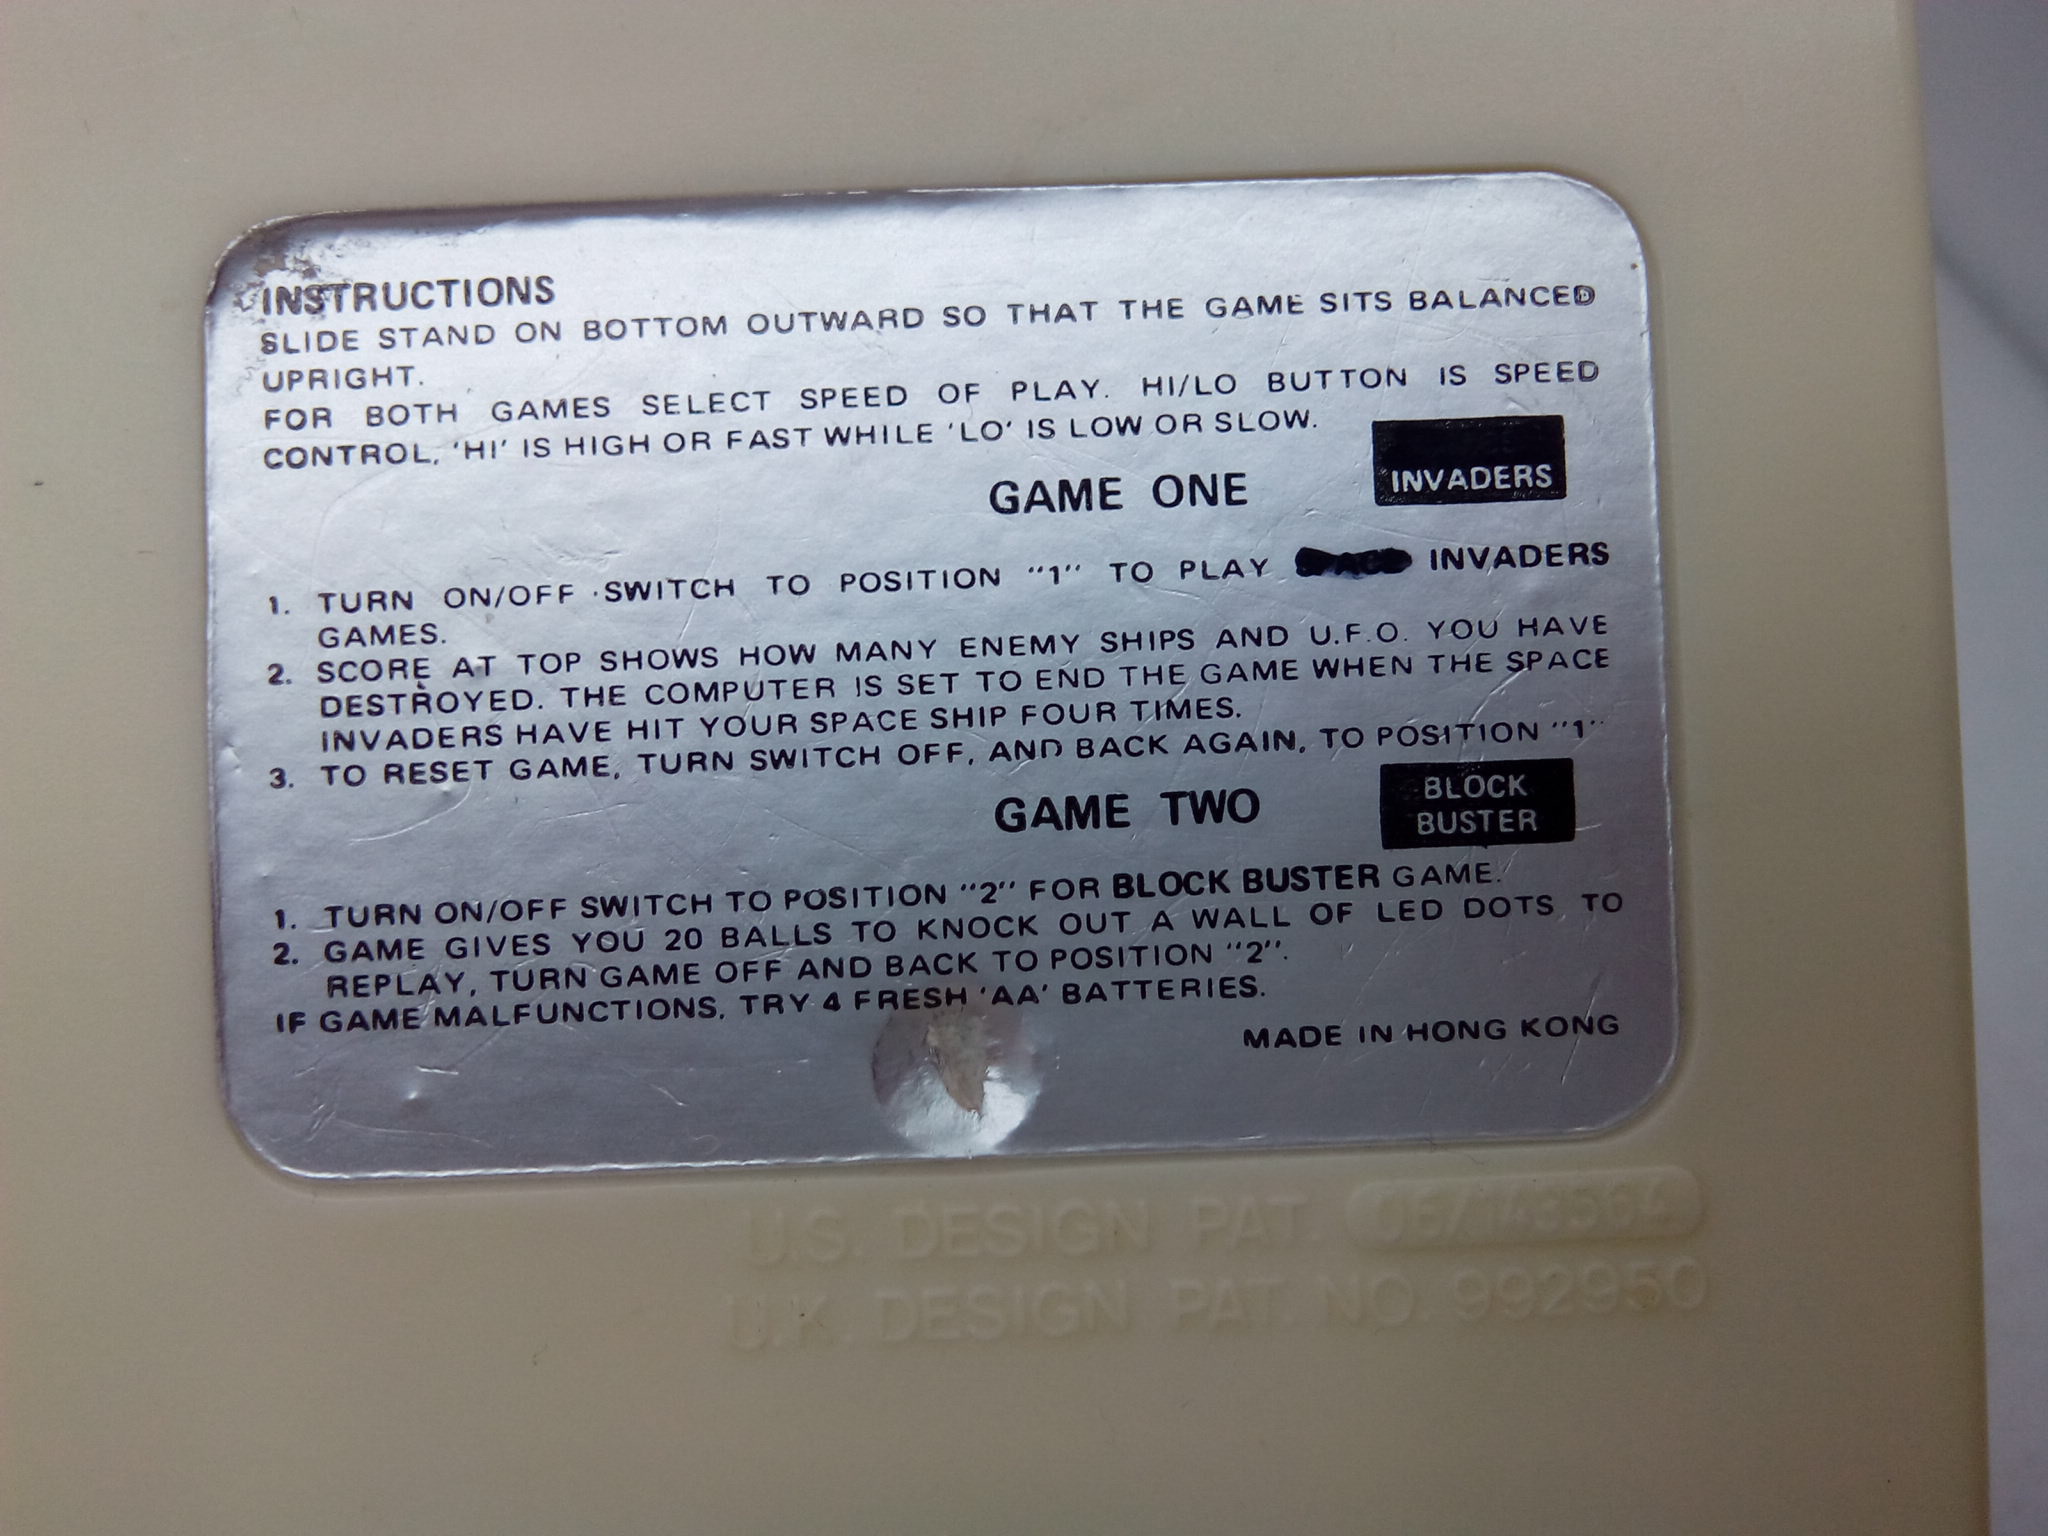 INSTRUCTIONS
SLIDE STAND ON BOTTOM OUTWARD SO THAT THE GAME SITS BALANCED
UPRIGHT.
FOR BOTH GAMES SELECT SPEED OF PLAY. HI/LO BUTTON IS SPEED
CONTROL, 'HI' IS HIGH OR FAST WHILE 'LO' IS LOW OR SLOW.
GAME ONE
INVADERS
1. TURN ON/OFF SWITCH TO POSITION "1" TO PLAY INVADERS
GAMES.
2. SCORE AT TOP SHOWS HOW MANY ENEMY SHIPS AND U.F.O. YOU HAVE
DESTROYED. THE COMPUTER IS SET TO END THE GAME WHEN THE SPACE
INVADERS HAVE HIT YOUR SPACE SHIP FOUR TIMES.
3. TO RESET GAME, TURN SWITCH OFF, AND BACK AGAIN, TO POSITION "1"
GAME TWO
BLOCK
BUSTER
1. TURN ON/OFF SWITCH TO POSITION "2" FOR BLOCK BUSTER GAME.
2. GAME GIVES YOU 20 BALLS TO KNOCK OUT A WALL OF LED DOTS, TO
REPLAY, TURN GAME OFF AND BACK TO POSITION "2".
IF GAME MALFUNCTIONS, TRY 4 FRESH 'AA' BATTERIES.
MADE IN HONG KONG
U.S. DESIGN PAT. 06/143564
U.K. DESIGN PAT. NO. 992950